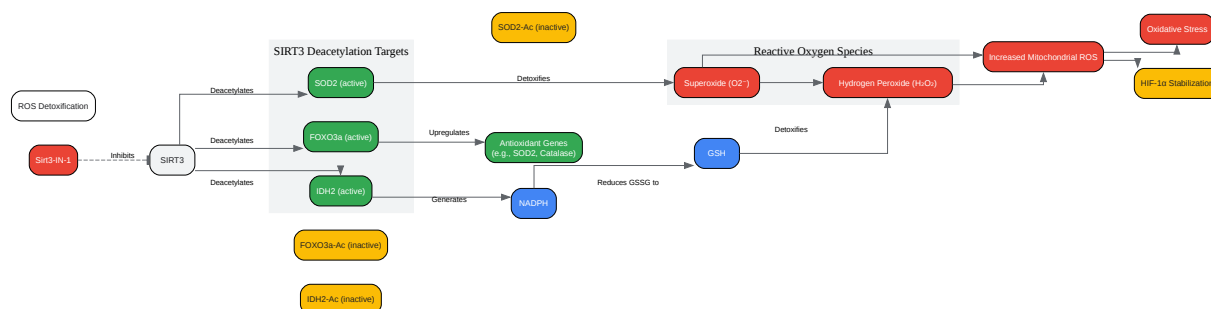 SOD2-Ac (inactive)
SIRT3 Deacetylation Targets
Reactive Oxygen Species
Oxidative Stress
Increased Mitochondrial ROS
SOD2 (active)
Detoxifies
Superoxide (O2⁻)
Hydrogen Peroxide (H₂O₂)
HIF-1α Stabilization
Deacetylates
ROS Detoxification
FOXO3a (active)
Upregulates
Antioxidant Genes
(e.g., SOD2, Catalase)
Detoxifies
Deacetylates
Sirt3-IN-1
Inhibits
SIRT3
GSH
Deacetylates
IDH2 (active)
Generates
NADPH
Reduces GSSG to
FOXO3a-Ac (inactive)
IDH2-Ac (inactive)